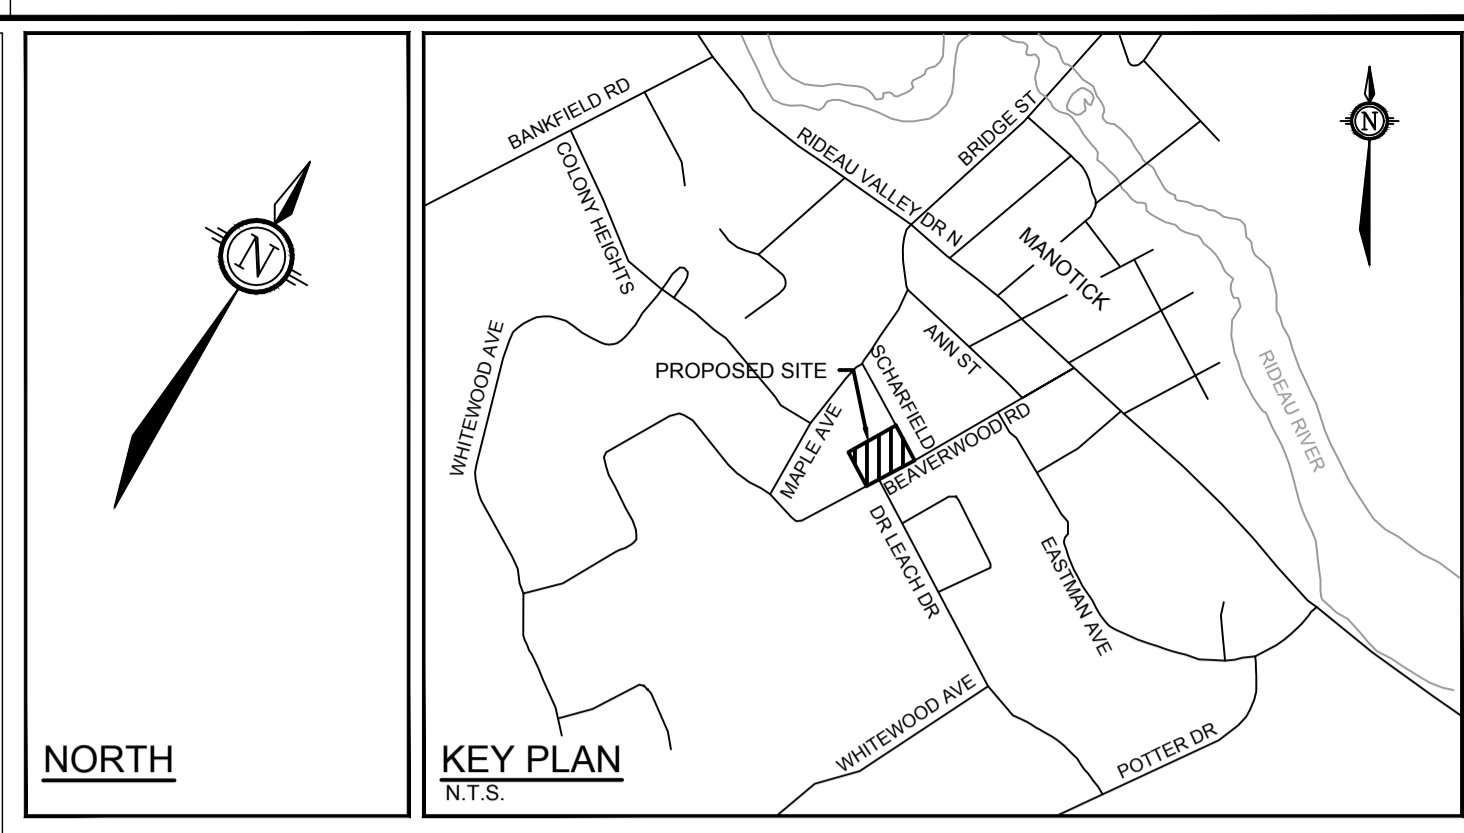 N
NORTH
BANKFIELD RD
COLONY HEIGHTS
RIDEAU VALLEY DR N
BRIDGE ST
N
MANOTICK
WHITEWOOD AVE
PROPOSED SITE
SCHARFIELD
ANN ST
MAPLE AVE
BEAVERWOOD RD
RIDEAU RIVER
DR LEACH DR
EASTMAN AVE
WHITEWOOD AVE
POTTER DR
KEY PLAN
N.T.S.